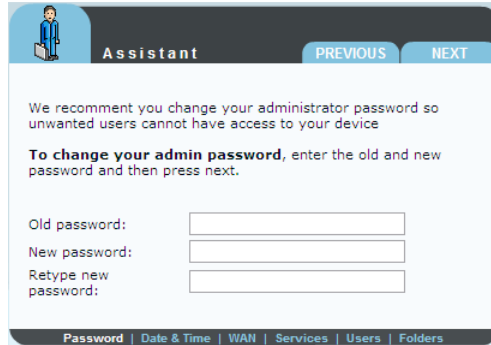 Assistant
PREVIOUS NEXT
We recomment you change your administrator password so
unwanted users cannot have access to your device
To change your admin password, enter the old and new
password and then press next.
Old password:
New password:
Retype new
password:
Password | Date & Time | WAN | Services | Users | Folders